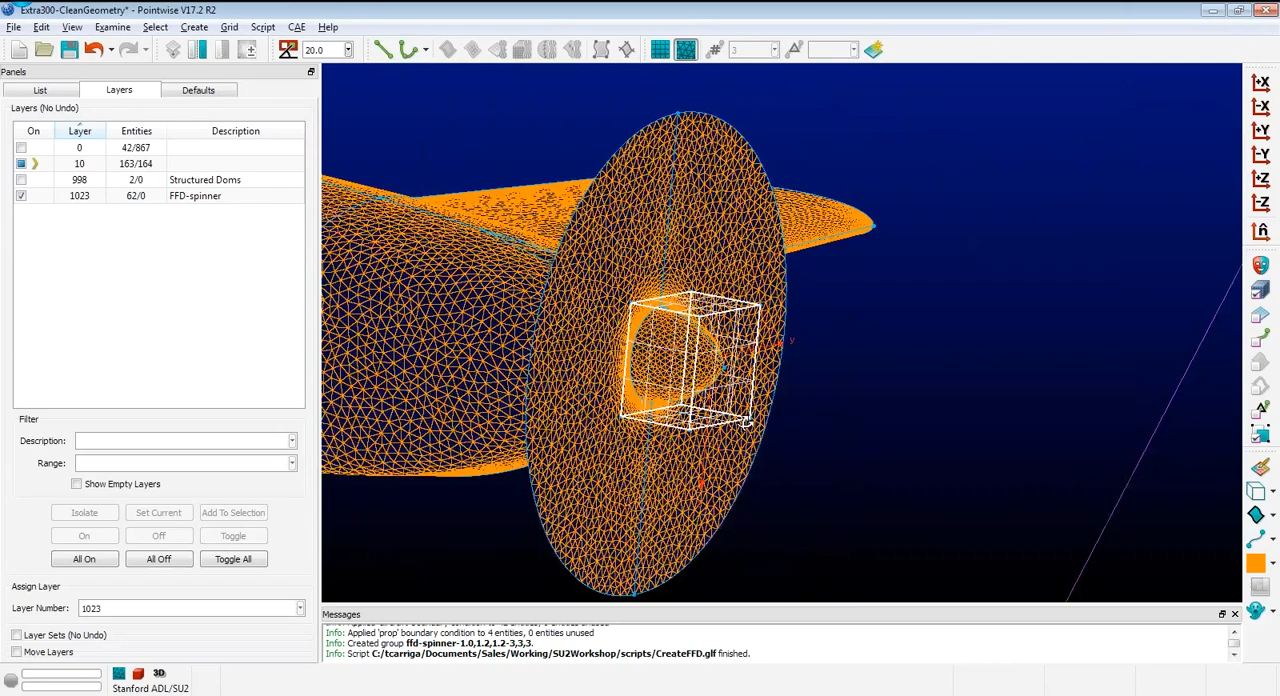 Extra300-CleanGeometry* - Pointwise V17.2 R2
File Edit View Examine Select Create Grid Script CAE Help
20.0 3
Panels
List Layers Defaults
Layers (No Undo)
On Layer Entities Description
0 42/867
10 163/164
998 2/0 Structured Doms
1023 62/0 FFD-spinner
Filter
Description:
Range:
Show Empty Layers
Isolate Set Current Add To Selection
On Off Toggle
All On All Off Toggle All
Assign Layer
Layer Number: 1023
Layer Sets (No Undo)
Move Layers
3D
Stanford ADL/SU2
y
+X
-X
+Y
-Y
+Z
-Z
n̂
Messages
Info: Applied 'prop' boundary condition to 4 entities, 0 entities unused
Info: Created group ffd-spinner-1.0,1.2,1.2-3,3,3.
Info: Script C:/tcarriga/Documents/Sales/Working/SU2Workshop/scripts/CreateFFD.glf finished.